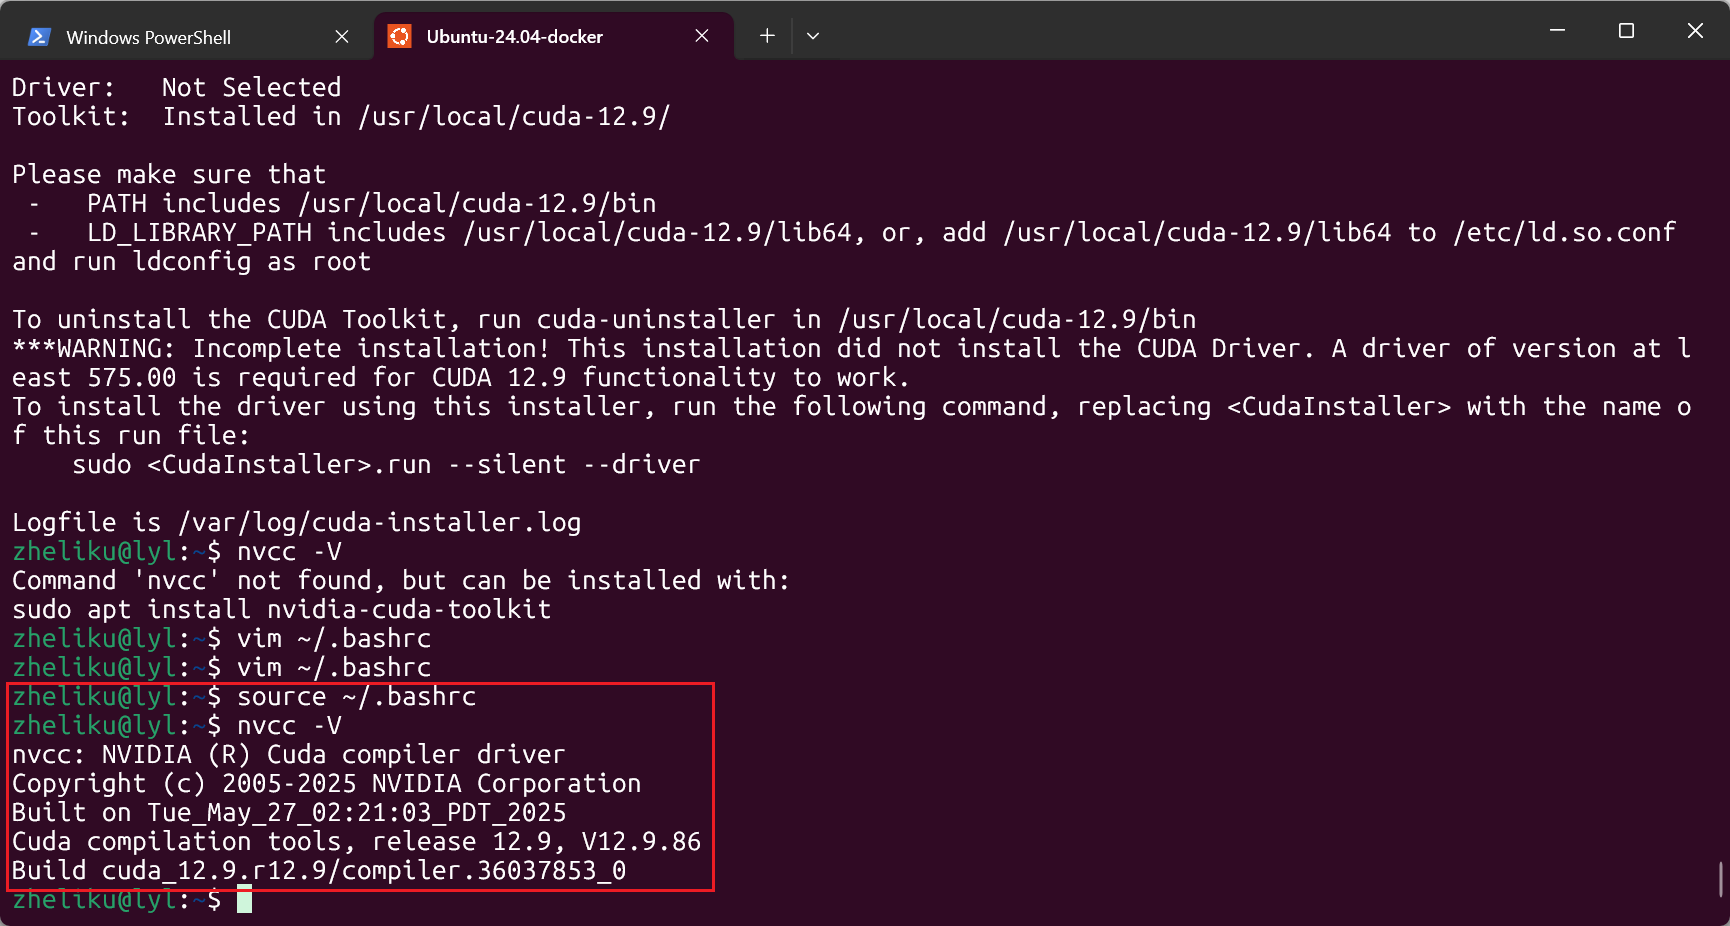 Windows PowerShell
Ubuntu-24.04-docker
Driver:   Not Selected
Toolkit:  Installed in /usr/local/cuda-12.9/
Please make sure that
 -   PATH includes /usr/local/cuda-12.9/bin
 -   LD_LIBRARY_PATH includes /usr/local/cuda-12.9/lib64, or, add /usr/local/cuda-12.9/lib64 to /etc/ld.so.conf
and run ldconfig as root
To uninstall the CUDA Toolkit, run cuda-uninstaller in /usr/local/cuda-12.9/bin
***WARNING: Incomplete installation! This installation did not install the CUDA Driver. A driver of version at l
east 575.00 is required for CUDA 12.9 functionality to work.
To install the driver using this installer, run the following command, replacing <CudaInstaller> with the name o
f this run file:
    sudo <CudaInstaller>.run --silent --driver
Logfile is /var/log/cuda-installer.log
zheliku@lyl:~$ nvcc -V
Command 'nvcc' not found, but can be installed with:
sudo apt install nvidia-cuda-toolkit
zheliku@lyl:~$ vim ~/.bashrc
zheliku@lyl:~$ vim ~/.bashrc
zheliku@lyl:~$ source ~/.bashrc
zheliku@lyl:~$ nvcc -V
nvcc: NVIDIA (R) Cuda compiler driver
Copyright (c) 2005-2025 NVIDIA Corporation
Built on Tue_May_27_02:21:03_PDT_2025
Cuda compilation tools, release 12.9, V12.9.86
Build cuda_12.9.r12.9/compiler.36037853_0
zheliku@lyl:~$